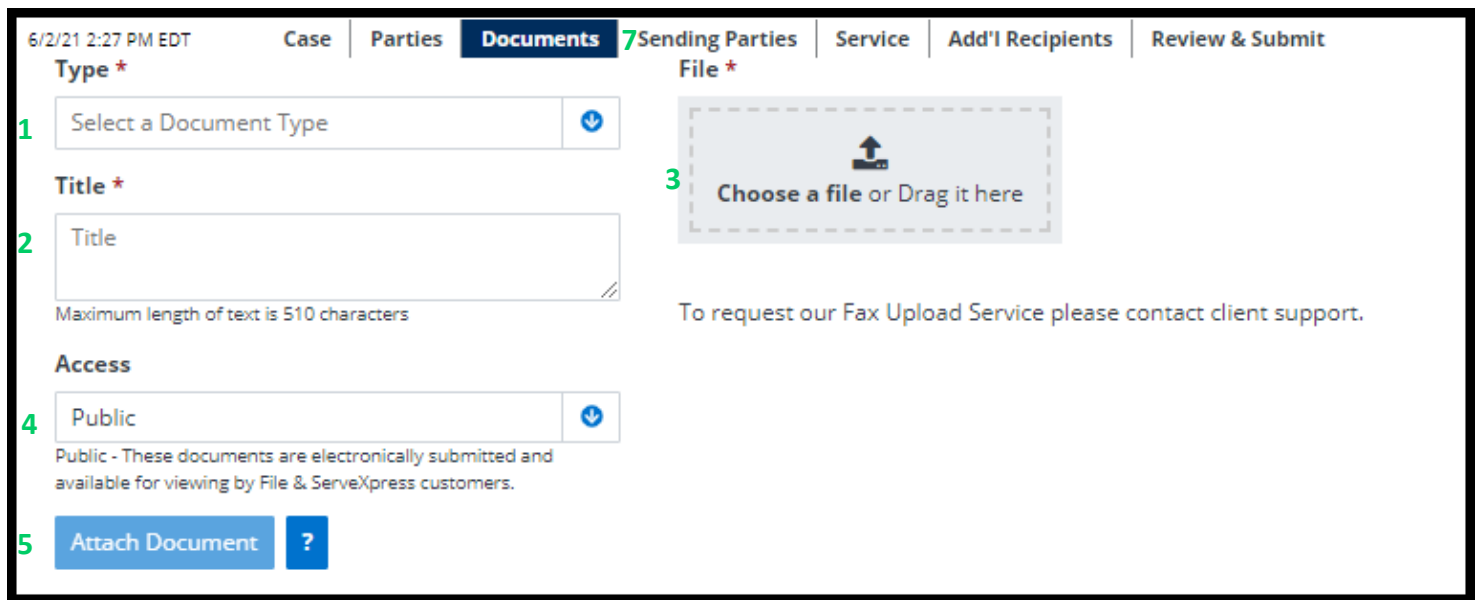 6/2/21 2:27 PM EDT Case Parties Documents 7 Sending Parties Service Add'l Recipients Review & Submit
Type *
1 Select a Document Type
Title *
2 Title
Maximum length of text is 510 characters
Access
4 Public
Public - These documents are electronically submitted and
available for viewing by File & ServeXpress customers.
5 Attach Document ?
File *
3 Choose a file or Drag it here
To request our Fax Upload Service please contact client support.